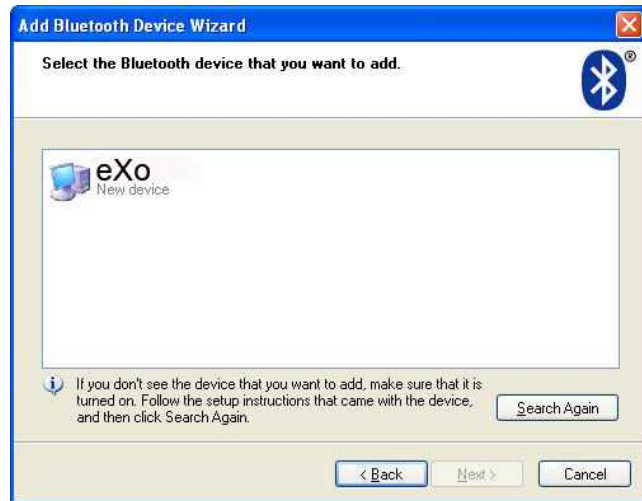 Add Bluetooth Device Wizard
Select the Bluetooth device that you want to add.
®
eXo
New device
If you don't see the device that you want to add, make sure that it is
turned on. Follow the setup instructions that came with the device,
and then click Search Again.
Search Again
< Back
Next >
Cancel